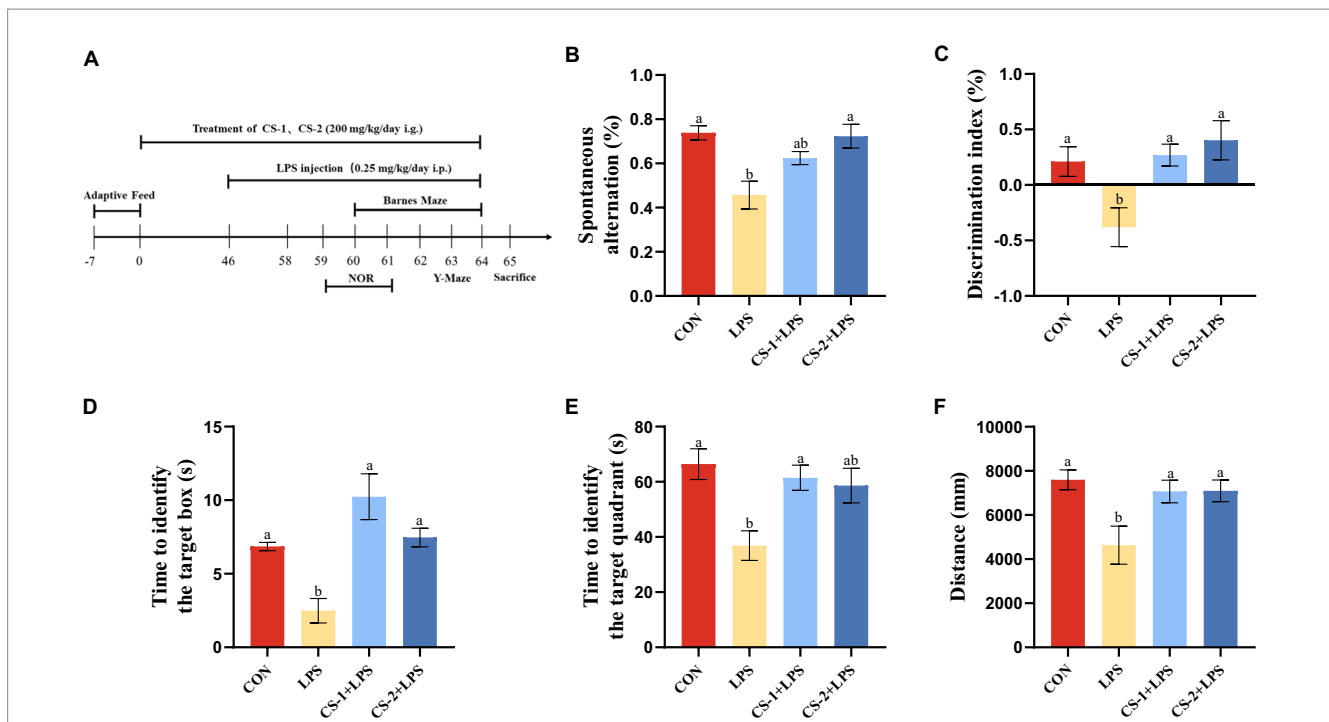 A
Treatment of CS-1、CS-2 (200 mg/kg/day i.g.)
LPS injection（0.25 mg/kg/day i.p.)
Adaptive Feed
Barnes Maze
-7 0 46 58 59 60 61 62 63 64 65
NOR Y-Maze Sacrifice
B
Spontaneous
alternation (%)
1.0
0.8
0.6
0.4
0.2
0.0
a b ab a
CON LPS CS-1+LPS CS-2+LPS
C
Discrimination index (%)
1.0
0.5
0.0
-0.5
-1.0
a b a a
CON LPS CS-1+LPS CS-2+LPS
D
Time to identify
the target box (s)
15
10
5
0
a b a a
CON LPS CS-1+LPS CS-2+LPS
E
Time to identify
the target quadrant (s)
80
60
40
20
0
a b a ab
CON LPS CS-1+LPS CS-2+LPS
F
Distance (mm)
10000
8000
6000
4000
2000
0
a b a a
CON LPS CS-1+LPS CS-2+LPS